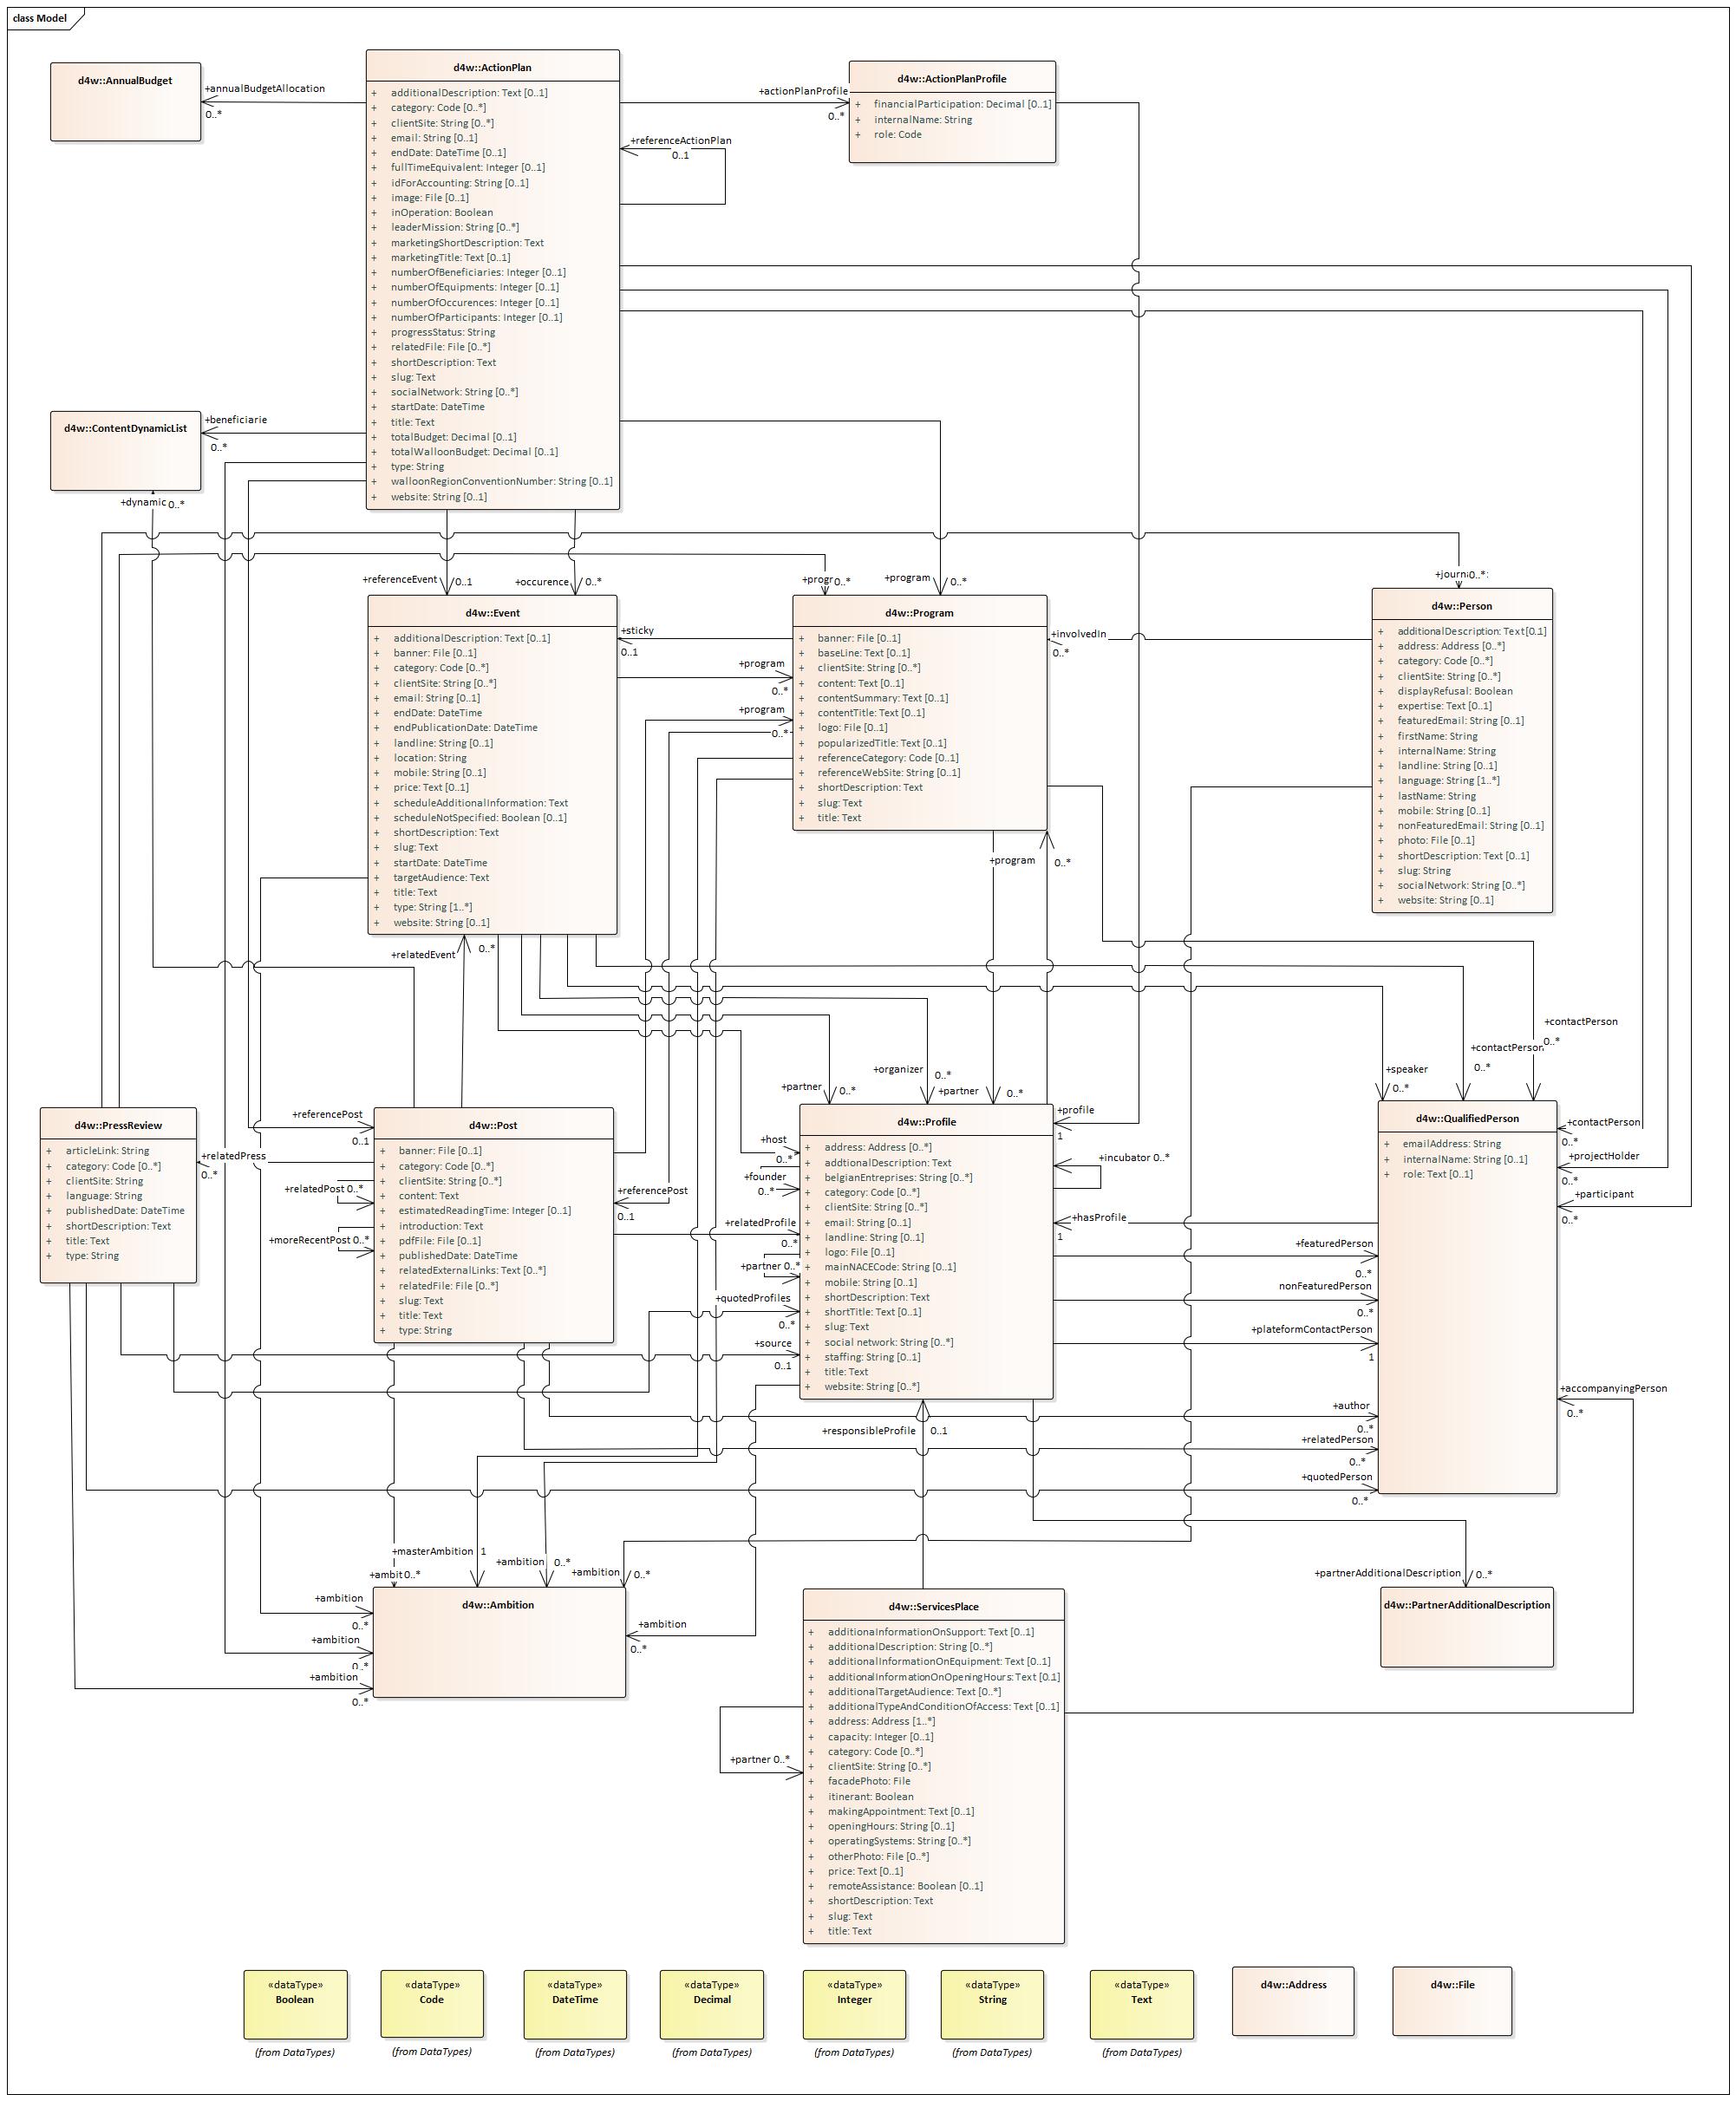 class Model
d4w::AnnualBudget
+annualBudgetAllocation
0..*
d4w::ActionPlan
+ additionalDescription: Text [0..1]
+ category: Code [0..*]
+ clientSite: String [0..*]
+ email: String [0..1]
+ endDate: DateTime [0..1]
+ fullTimeEquivalent: Integer [0..1]
+ idForAccounting: String [0..1]
+ image: File [0..1]
+ inOperation: Boolean
+ leaderMission: String [0..*]
+ marketingShortDescription: Text
+ marketingTitle: Text [0..1]
+ numberOfBeneficiaries: Integer [0..1]
+ numberOfEquipments: Integer [0..1]
+ numberOfOccurences: Integer [0..1]
+ numberOfParticipants: Integer [0..1]
+ progressStatus: String
+ relatedFile: File [0..*]
+ shortDescription: Text
+ slug: Text
+ socialNetwork: String [0..*]
+ startDate: DateTime
+ title: Text
+ totalBudget: Decimal [0..1]
+ totalWalloonBudget: Decimal [0..1]
+ type: String
+ walloonRegionConventionNumber: String [0..1]
+ website: String [0..1]
+actionPlanProfile
0..*
+referenceActionPlan
0..1
d4w::ActionPlanProfile
+ financialParticipation: Decimal [0..1]
+ internalName: String
+ role: Code
d4w::ContentDynamicList
+beneficiarie
0..*
+dynamic 0..*
+referenceEvent
0..1
+occurence
0..*
+progr
0..*
+program
0..*
+journ
0..*
d4w::Event
+ additionalDescription: Text [0..1]
+ banner: File [0..1]
+ category: Code [0..*]
+ clientSite: String [0..*]
+ email: String [0..1]
+ endDate: DateTime
+ endPublicationDate: DateTime
+ landline: String [0..1]
+ location: String
+ mobile: String [0..1]
+ price: Text [0..1]
+ scheduleAdditionalInformation: Text
+ scheduleNotSpecified: Boolean [0..1]
+ shortDescription: Text
+ slug: Text
+ startDate: DateTime
+ targetAudience: Text
+ title: Text
+ type: String [1..*]
+ website: String [0..1]
+sticky
0..1
+program
0..*
+program
0..*
d4w::Program
+ banner: File [0..1]
+ baseLine: Text [0..1]
+ clientSite: String [0..*]
+ content: Text [0..1]
+ contentSummary: Text [0..1]
+ contentTitle: Text [0..1]
+ logo: File [0..1]
+ popularizedTitle: Text [0..1]
+ referenceCategory: Code [0..1]
+ referenceWebSite: String [0..1]
+ shortDescription: Text
+ slug: Text
+ title: Text
+involvedIn
0..*
+program
0..*
d4w::Person
+ additionalDescription: Text [0..1]
+ address: Address [0..*]
+ category: Code [0..*]
+ clientSite: String [0..*]
+ displayRefusal: Boolean
+ expertise: Text [0..1]
+ featuredEmail: String [0..1]
+ firstName: String
+ internalName: String
+ landline: String [0..1]
+ language: String [1..*]
+ lastName: String
+ mobile: String [0..1]
+ nonFeaturedEmail: String [0..1]
+ photo: File [0..1]
+ shortDescription: Text [0..1]
+ slug: String
+ socialNetwork: String [0..*]
+ website: String [0..1]
+relatedEvent
0..*
+partner
0..*
+organizer
0..*
+partner
0..*
+speaker
0..*
+contactPerson
0..*
+contactPerson
0..*
d4w::PressReview
+ articleLink: String
+ category: Code [0..*]
+ clientSite: String
+ language: String
+ publishedDate: DateTime
+ shortDescription: Text
+ title: Text
+ type: String
+referencePost
0..1
+relatedPress
0..*
+relatedPost 0..*
+moreRecentPost 0..*
d4w::Post
+ banner: File [0..1]
+ category: Code [0..*]
+ clientSite: String [0..*]
+ content: Text
+ estimatedReadingTime: Integer [0..1]
+ introduction: Text
+ pdfFile: File [0..1]
+ publishedDate: DateTime
+ relatedExternalLinks: Text [0..*]
+ relatedFile: File [0..*]
+ slug: Text
+ title: Text
+ type: String
+referencePost
0..1
+host
0..*
+founder
0..*
+relatedProfile
0..*
+partner 0..*
+quotedProfiles
0..*
+source
0..1
d4w::Profile
+ address: Address [0..*]
+ addtionalDescription: Text
+ belgianEntreprises: String [0..*]
+ category: Code [0..*]
+ clientSite: String [0..*]
+ email: String [0..1]
+ landline: String [0..1]
+ logo: File [0..1]
+ mainNACECode: String [0..1]
+ mobile: String [0..1]
+ shortDescription: Text
+ shortTitle: Text [0..1]
+ slug: Text
+ social network: String [0..*]
+ staffing: String [0..1]
+ title: Text
+ website: String [0..*]
+profile
1
+incubator 0..*
+hasProfile
1
+featuredPerson
0..*
nonFeaturedPerson
0..*
+plateformContactPerson
1
+author
0..*
+relatedPerson
0..*
+quotedPerson
0..*
d4w::QualifiedPerson
+ emailAddress: String
+ internalName: String [0..1]
+ role: Text [0..1]
+contactPerson
0..*
+projectHolder
0..*
+participant
0..*
+accompanyingPerson
0..*
+responsibleProfile
0..1
+masterAmbition 1
+ambit 0..*
+ambition
0..*
+ambition
0..*
+ambition
0..*
+ambition
0..*
+ambition
0..*
+ambition
0..*
d4w::Ambition
+partnerAdditionalDescription
0..*
d4w::PartnerAdditionalDescription
d4w::ServicesPlace
+ additionaInformationOnSupport: Text [0..1]
+ additionalDescription: String [0..*]
+ additionalInformationOnEquipment: Text [0..1]
+ additionalInformationOnOpeningHours: Text [0..1]
+ additionalTargetAudience: Text [0..*]
+ additionalTypeAndConditionOfAccess: Text [0..1]
+ address: Address [1..*]
+ capacity: Integer [0..1]
+ category: Code [0..*]
+ clientSite: String [0..*]
+ facadePhoto: File
+ itinerant: Boolean
+ makingAppointment: Text [0..1]
+ openingHours: String [0..1]
+ operatingSystems: String [0..*]
+ otherPhoto: File [0..*]
+ price: Text [0..1]
+ remoteAssistance: Boolean [0..1]
+ shortDescription: Text
+ slug: Text
+ title: Text
+partner 0..*
«dataType»
Boolean
(from DataTypes)
«dataType»
Code
(from DataTypes)
«dataType»
DateTime
(from DataTypes)
«dataType»
Decimal
(from DataTypes)
«dataType»
Integer
(from DataTypes)
«dataType»
String
(from DataTypes)
«dataType»
Text
(from DataTypes)
d4w::Address
d4w::File